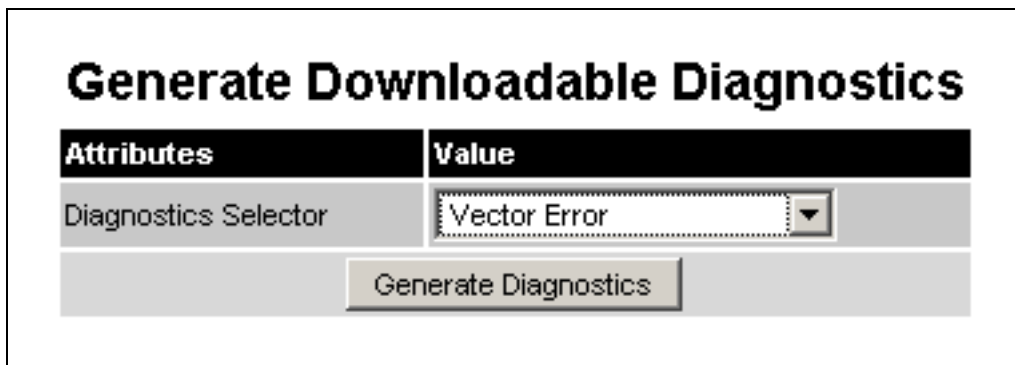 Generate Downloadable Diagnostics
Attributes Value
Diagnostics Selector Vector Error
Generate Diagnostics